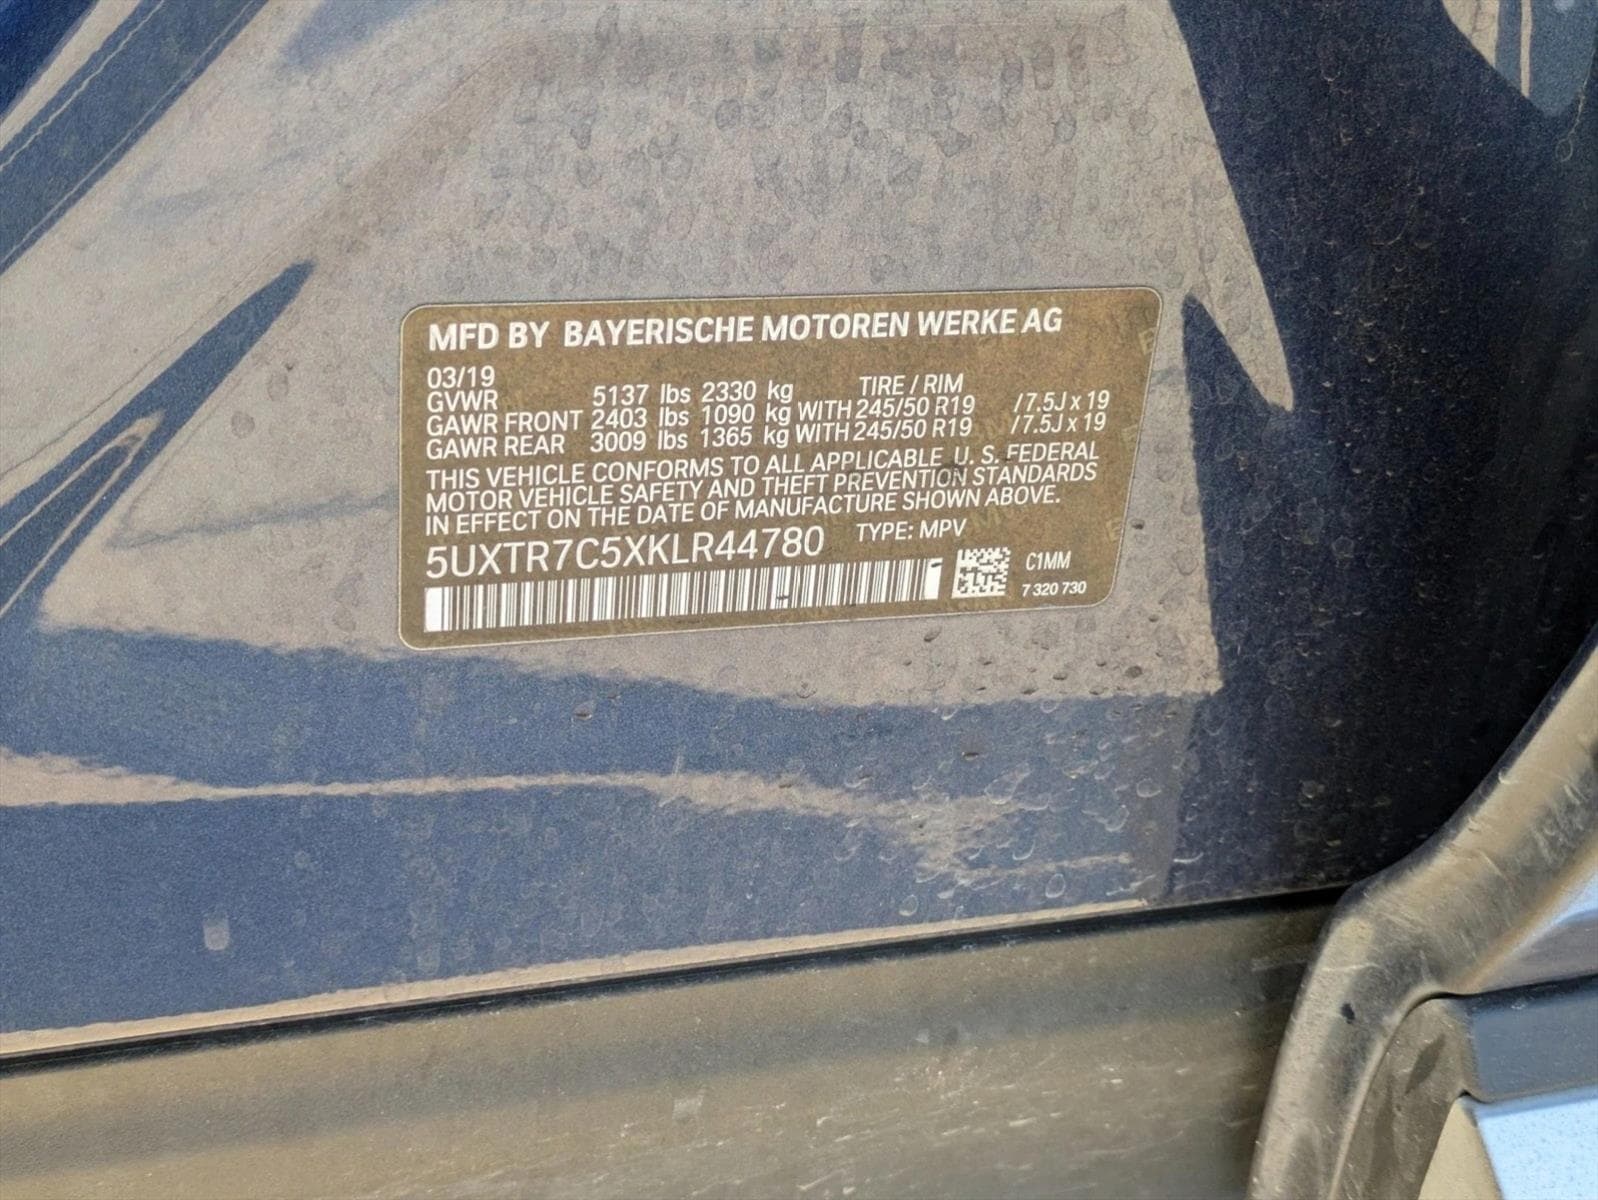 MFD BY BAYERISCHE MOTOREN WERKE AG
03/19
GVWR 5137 lbs 2330 kg TIRE / RIM
GAWR FRONT 2403 lbs 1090 kg WITH 245/50 R19 / 7.5J x 19
GAWR REAR 3009 lbs 1365 kg WITH 245/50 R19 / 7.5J x 19
THIS VEHICLE CONFORMS TO ALL APPLICABLE U. S. FEDERAL
MOTOR VEHICLE SAFETY AND THEFT PREVENTION STANDARDS
IN EFFECT ON THE DATE OF MANUFACTURE SHOWN ABOVE.
5UXTR7C5XKLR44780 TYPE: MPV
C1MM
7 320 730